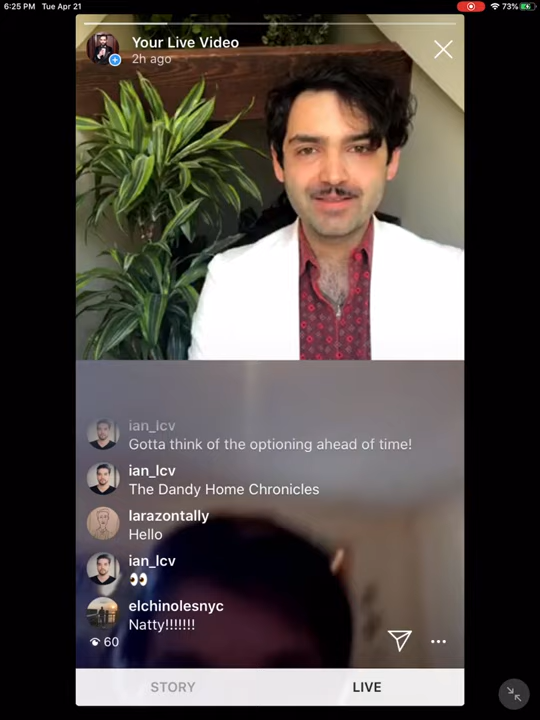 6:25 PM Tue Apr 21
73%
Your Live Video
2h ago
ian_lcv
Gotta think of the optioning ahead of time!
ian_lcv
The Dandy Home Chronicles
larazontally
Hello
ian_lcv
👀
elchinolesnyc
Natty!!!!!!!
60
STORY LIVE